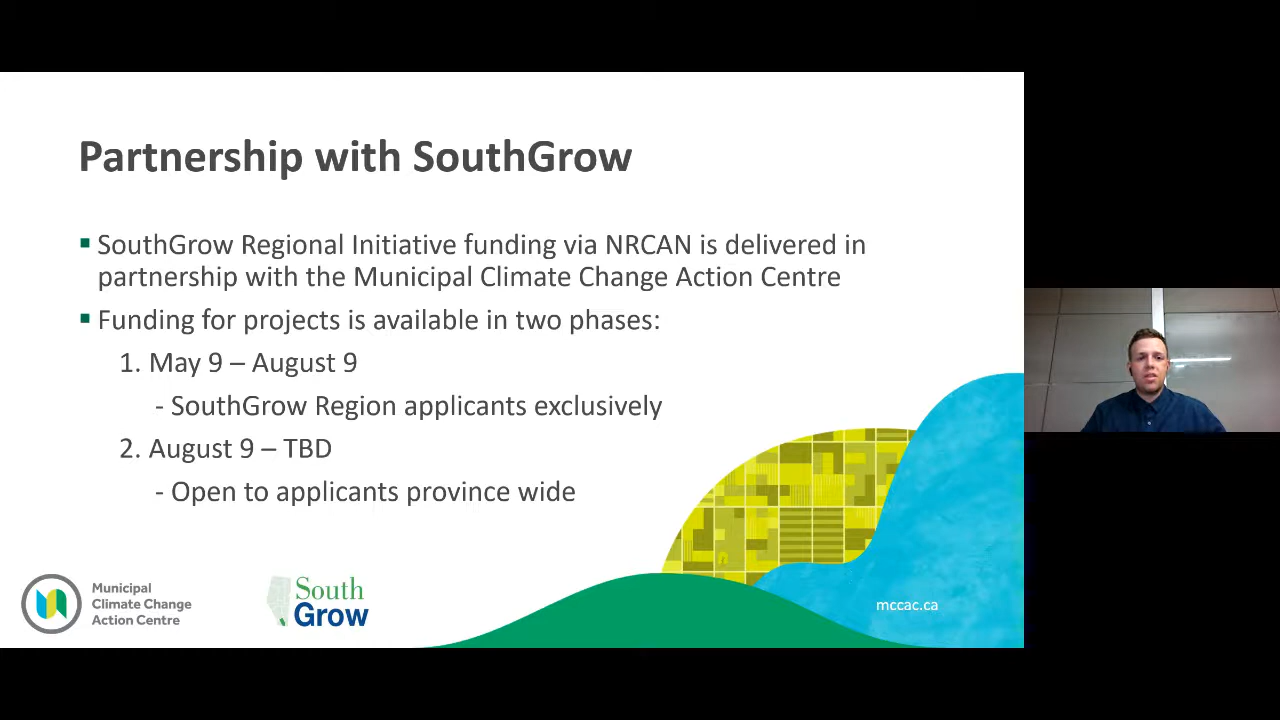 Partnership with SouthGrow
▪ SouthGrow Regional Initiative funding via NRCAN is delivered in
partnership with the Municipal Climate Change Action Centre
▪ Funding for projects is available in two phases:
1. May 9 – August 9
- SouthGrow Region applicants exclusively
2. August 9 – TBD
- Open to applicants province wide
Municipal
Climate Change
Action Centre
South
Grow
mccac.ca